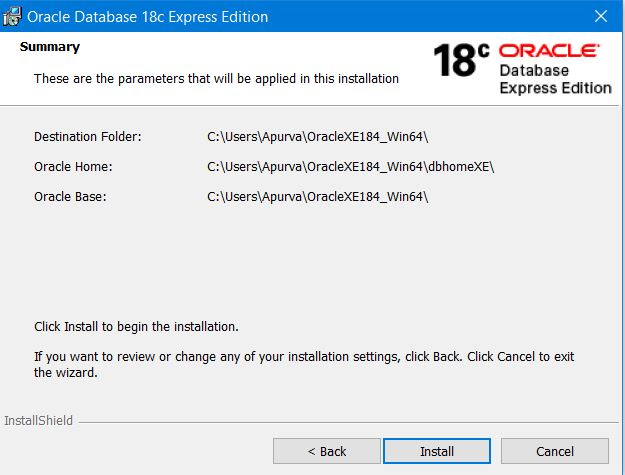 Oracle Database 18c Express Edition
Summary
These are the parameters that will be applied in this installation
18c ORACLE
Database
Express Edition
Destination Folder: C:\Users\Apurva\OracleXE184_Win64\
Oracle Home: C:\Users\Apurva\OracleXE184_Win64\dbhomeXE\
Oracle Base: C:\Users\Apurva\OracleXE184_Win64\
Click Install to begin the installation.
If you want to review or change any of your installation settings, click Back. Click Cancel to exit
the wizard.
InstallShield
< Back Install Cancel